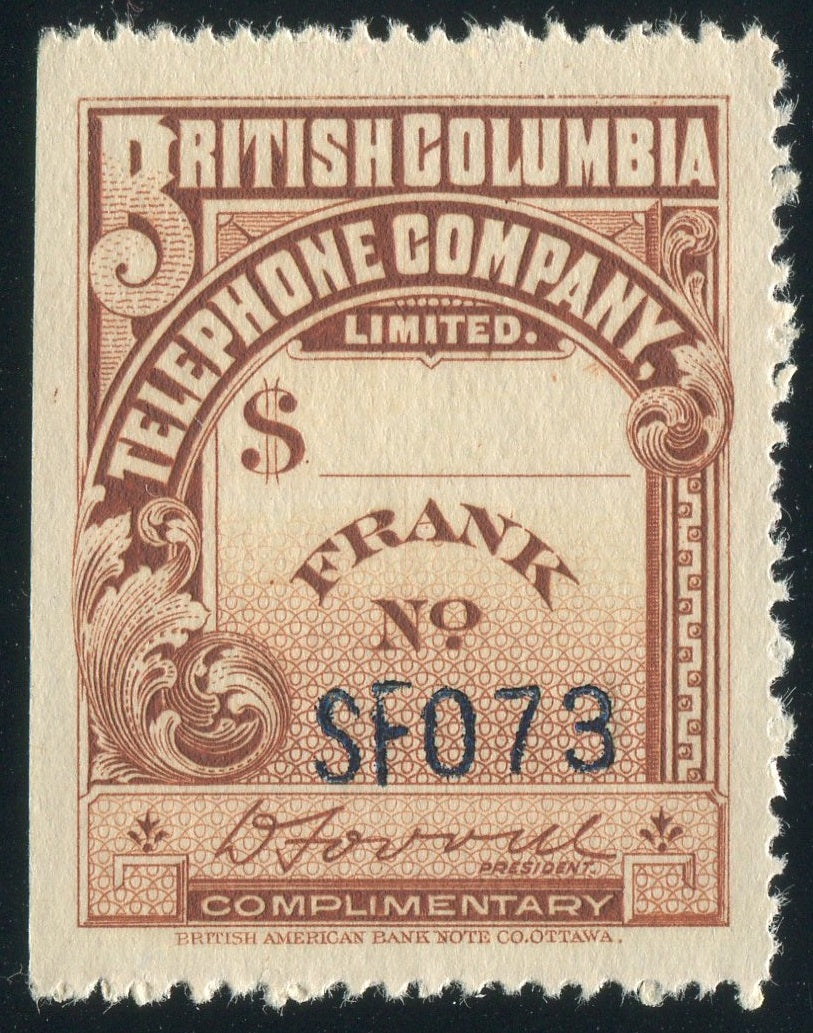 BRITISH COLUMBIA
TELEPHONE COMPANY,
LIMITED.
$
FRANK
No
SF073
PRESIDENT.
COMPLIMENTARY
BRITISH AMERICAN BANK NOTE CO. OTTAWA.